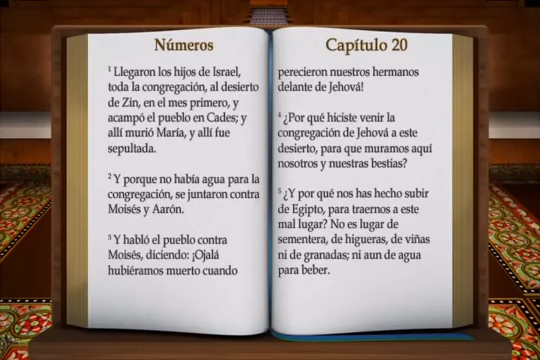 Números
¹ Llegaron los hijos de Israel,
toda la congregación, al desierto
de Zin, en el mes primero, y
acampó el pueblo en Cades; y
allí murió María, y allí fue
sepultada.
² Y porque no había agua para la
congregación, se juntaron contra
Moisés y Aarón.
³ Y habló el pueblo contra
Moisés, diciendo: ¡Ojalá
hubiéramos muerto cuando
Capítulo 20
perecieron nuestros hermanos
delante de Jehová!
⁴ ¿Por qué hiciste venir la
congregación de Jehová a este
desierto, para que muramos aquí
nosotros y nuestras bestias?
⁵ ¿Y por qué nos has hecho subir
de Egipto, para traernos a este
mal lugar? No es lugar de
sementera, de higueras, de viñas
ni de granadas; ni aun de agua
para beber.